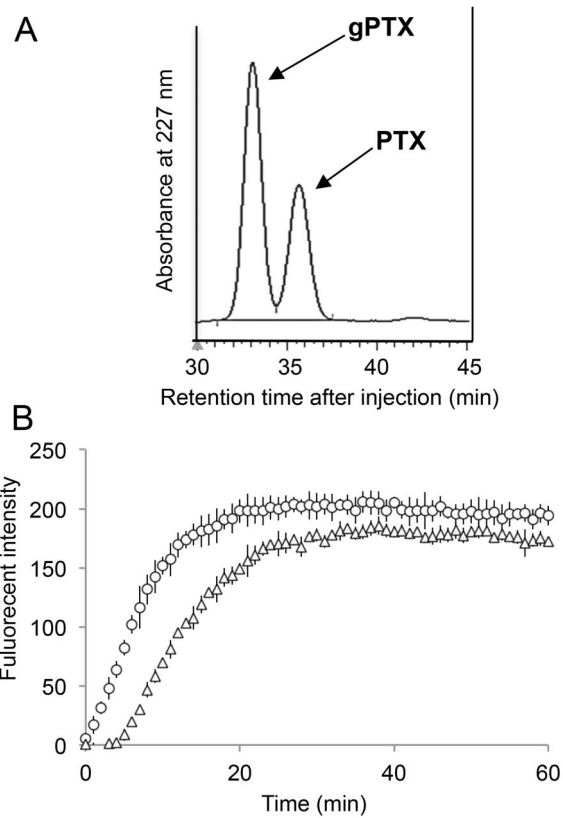 A
gPTX
PTX
Absorbance at 227 nm
30 35 40 45
Retention time after injection (min)
B
250
200
150
100
50
0
Fuluorecent intensity
0 20 40 60
Time (min)